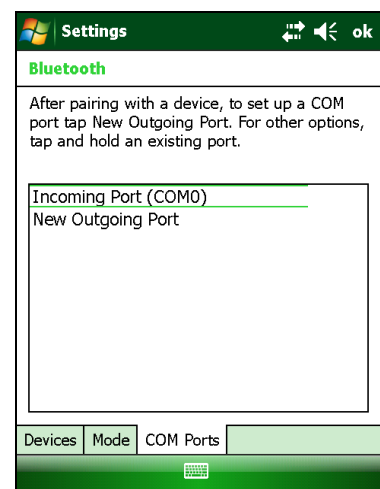 Settings ok
Bluetooth
After pairing with a device, to set up a COM
port tap New Outgoing Port. For other options,
tap and hold an existing port.
Incoming Port (COM0)
New Outgoing Port
Devices Mode COM Ports